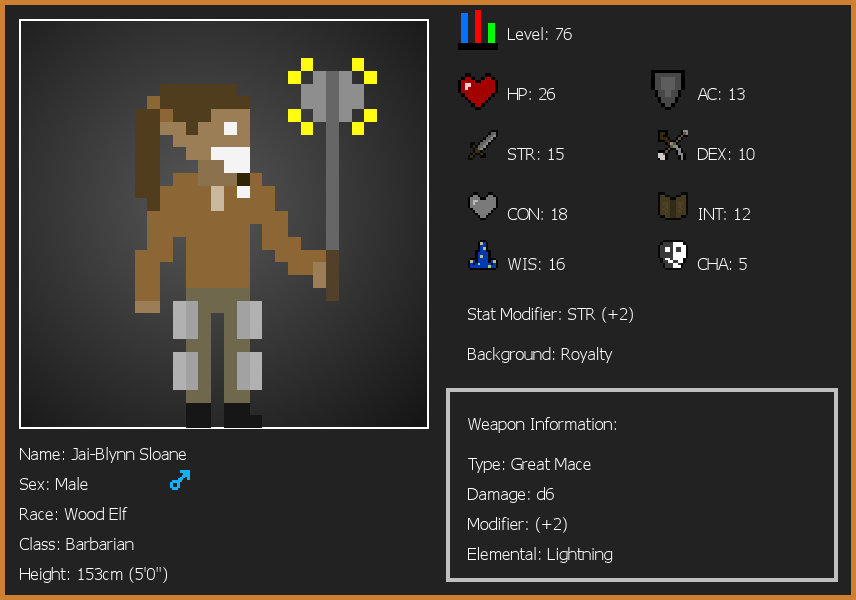 Level: 76
HP: 26
AC: 13
STR: 15
DEX: 10
CON: 18
INT: 12
WIS: 16
CHA: 5
Stat Modifier: STR (+2)
Background: Royalty
Weapon Information:
Type: Great Mace
Damage: d6
Modifier: (+2)
Elemental: Lightning
Name: Jai-Blynn Sloane
Sex: Male
Race: Wood Elf
Class: Barbarian
Height: 153cm (5'0")